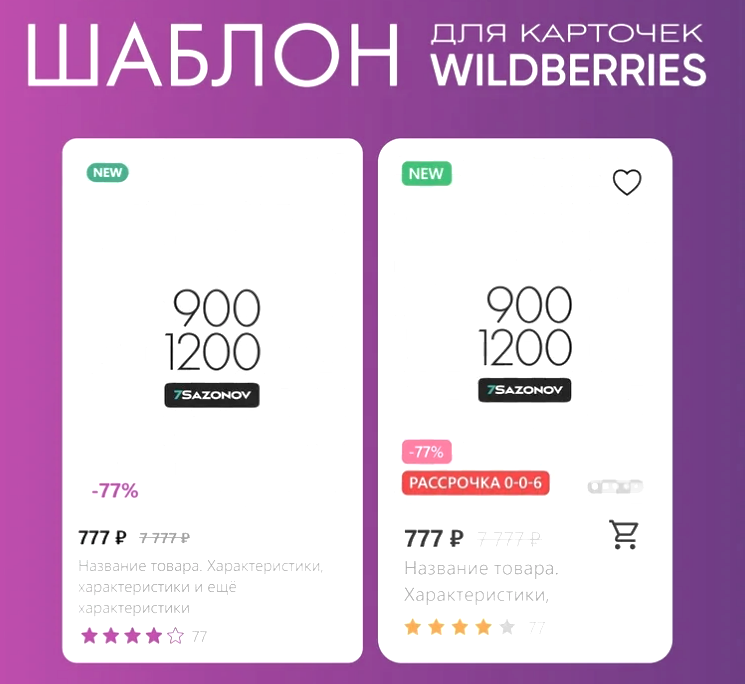 ШАБЛОН
ДЛЯ КАРТОЧЕК
WILDBERRIES
NEW
900
1200
7SAZONOV
-77%
777 ₽ 7 777 ₽
Название товара. Характеристики,
характеристики и ещё
характеристики
77
NEW
900
1200
7SAZONOV
-77%
РАССРОЧКА 0-0-6
777 ₽ 7 777 ₽
Название товара.
Характеристики,
77